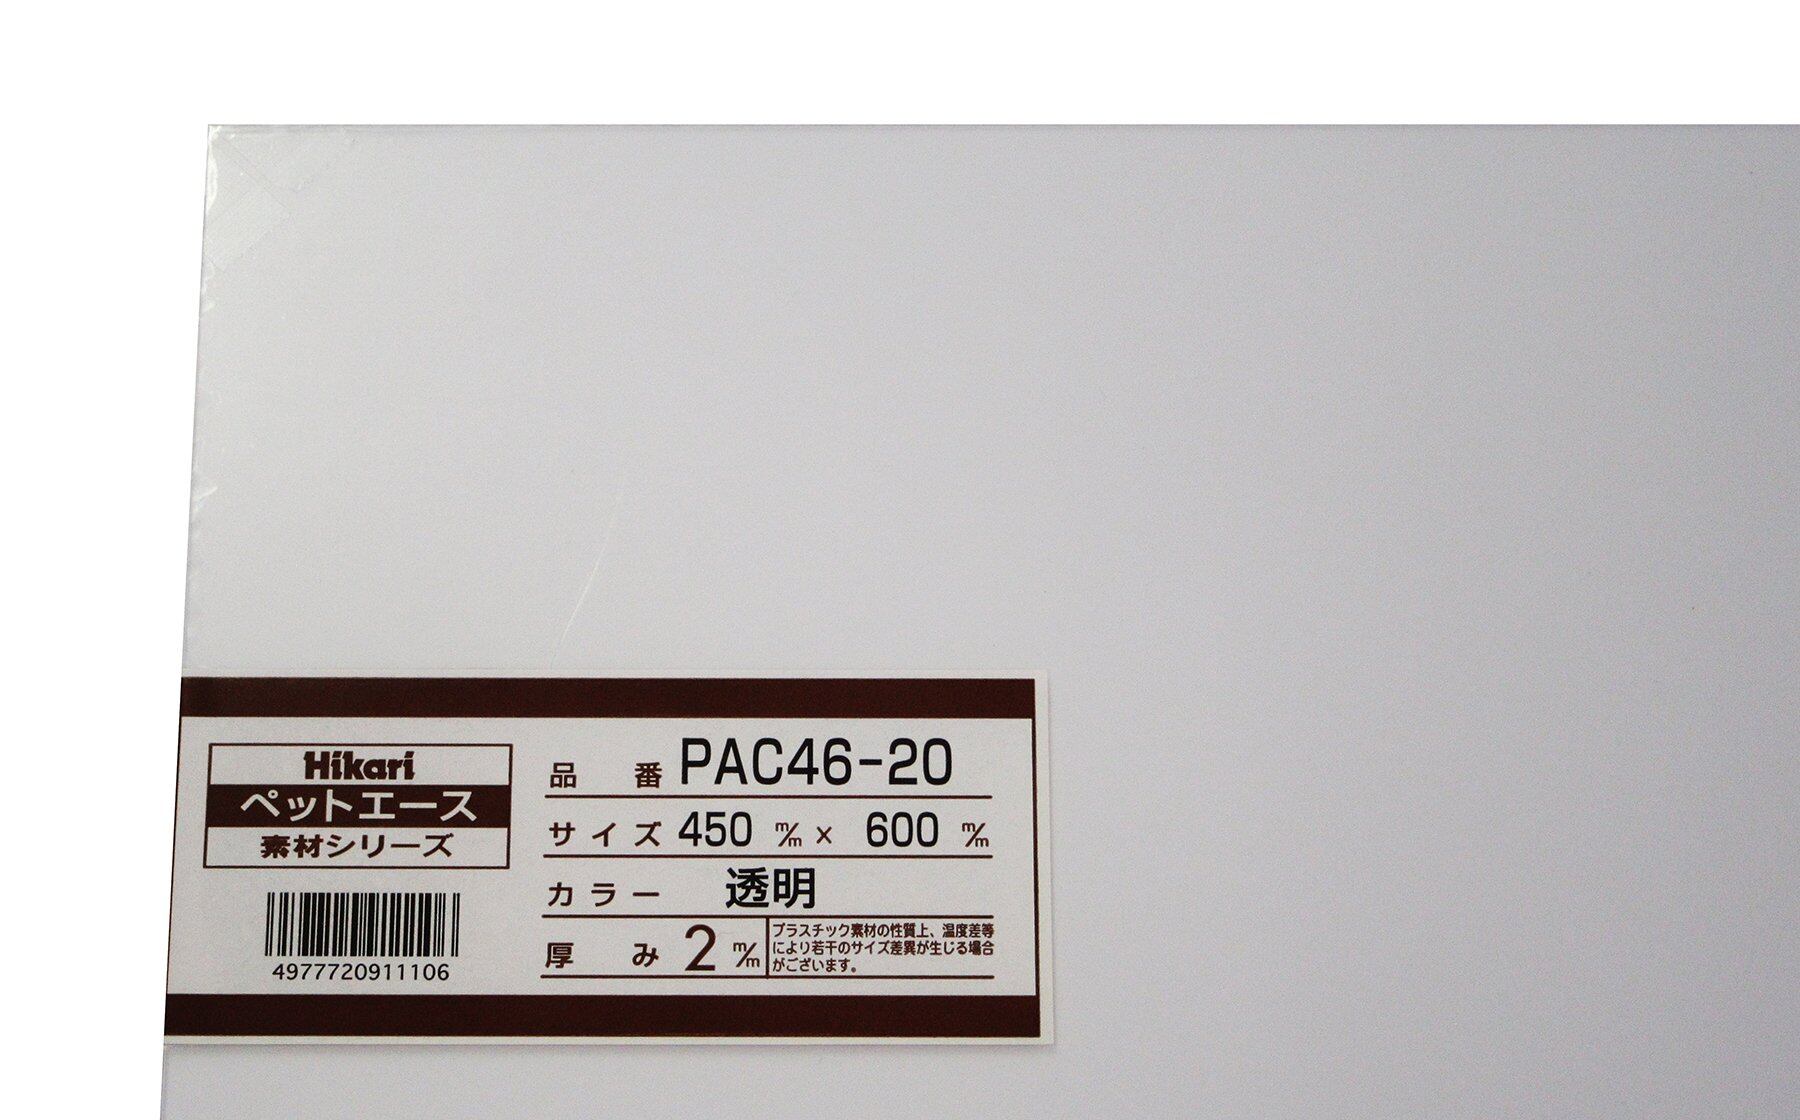 Hikari
ペットエース
素材シリーズ
4977720911106
品番 PAC46-20
サイズ 450 m/m × 600 m/m
カラー 透明
厚み 2 m/m
プラスチック素材の性質上、温度差等
により若干のサイズ差異が生じる場合
がございます。